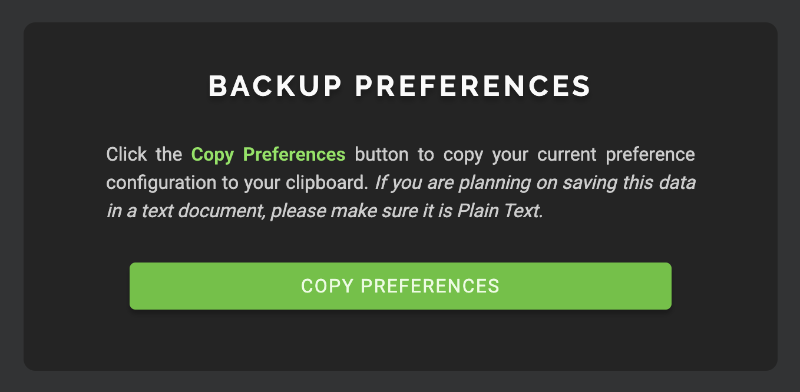 BACKUP PREFERENCES
Click the Copy Preferences button to copy your current preference
configuration to your clipboard. If you are planning on saving this data
in a text document, please make sure it is Plain Text.
COPY PREFERENCES